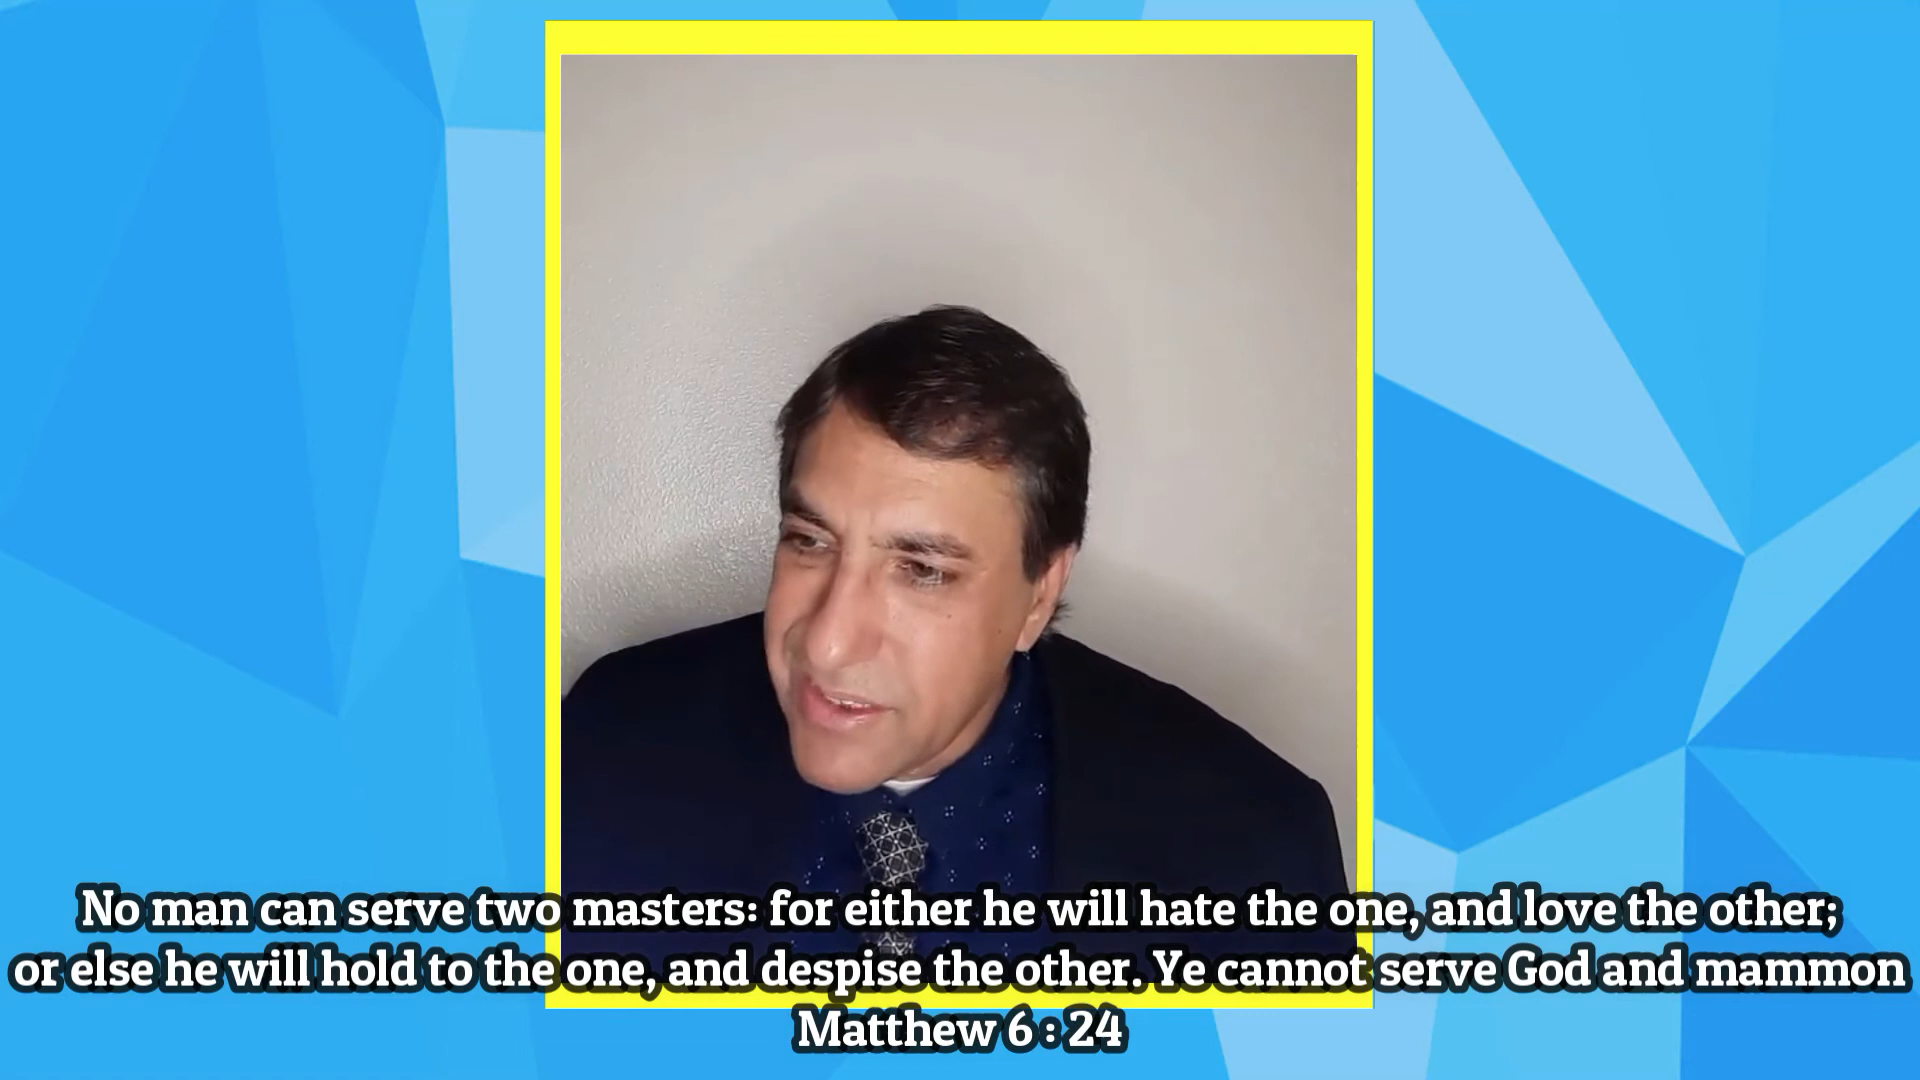 No man can serve two masters: for either he will hate the one, and love the other;
or else he will hold to the one, and despise the other. Ye cannot serve God and mammon
Matthew 6 : 24